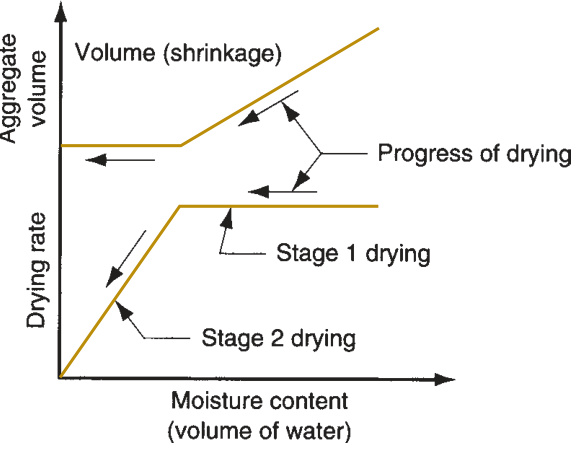 Aggregate
volume
Volume (shrinkage)
Progress of drying
Drying rate
Stage 1 drying
Stage 2 drying
Moisture content
(volume of water)